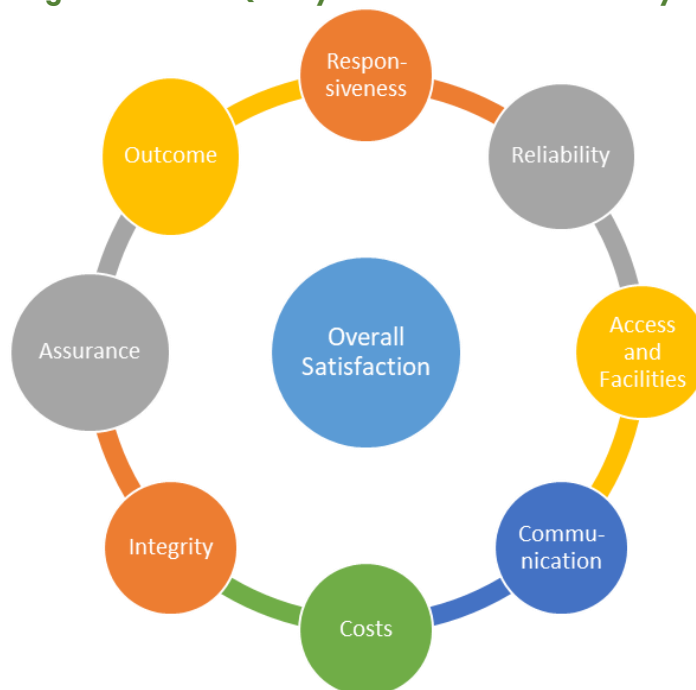 Respon-
siveness
Outcome
Reliability
Overall
Satisfaction
Assurance
Access
and
Facilities
Integrity
Commu-
nication
Costs